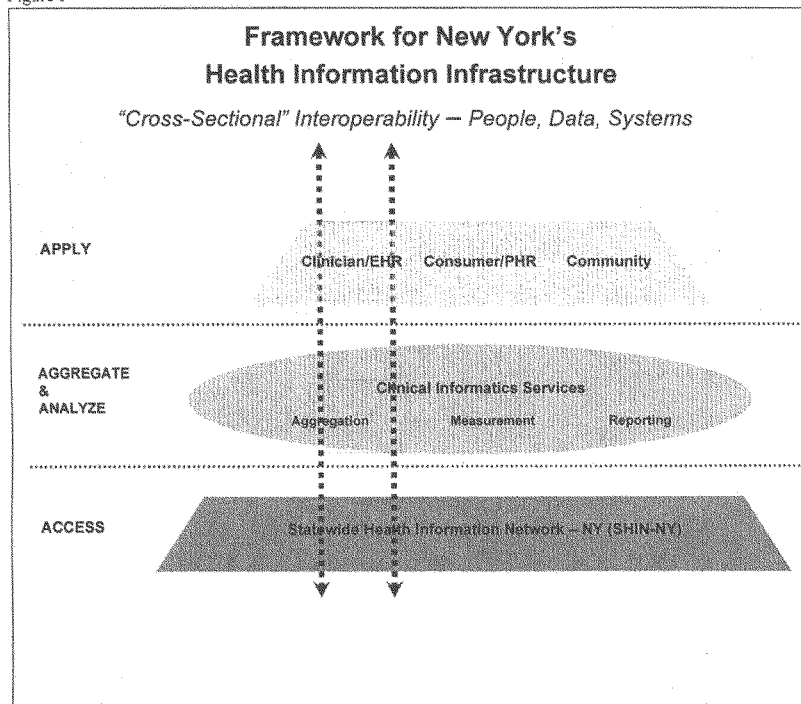 Framework for New York's
Health Information Infrastructure
"Cross-Sectional" Interoperability – People, Data, Systems
APPLY
Clinician/EHR Consumer/PHR Community
AGGREGATE
&
ANALYZE
Clinical Informatics Services
Aggregation Measurement Reporting
ACCESS
Statewide Health Information Network – NY (SHIN-NY)